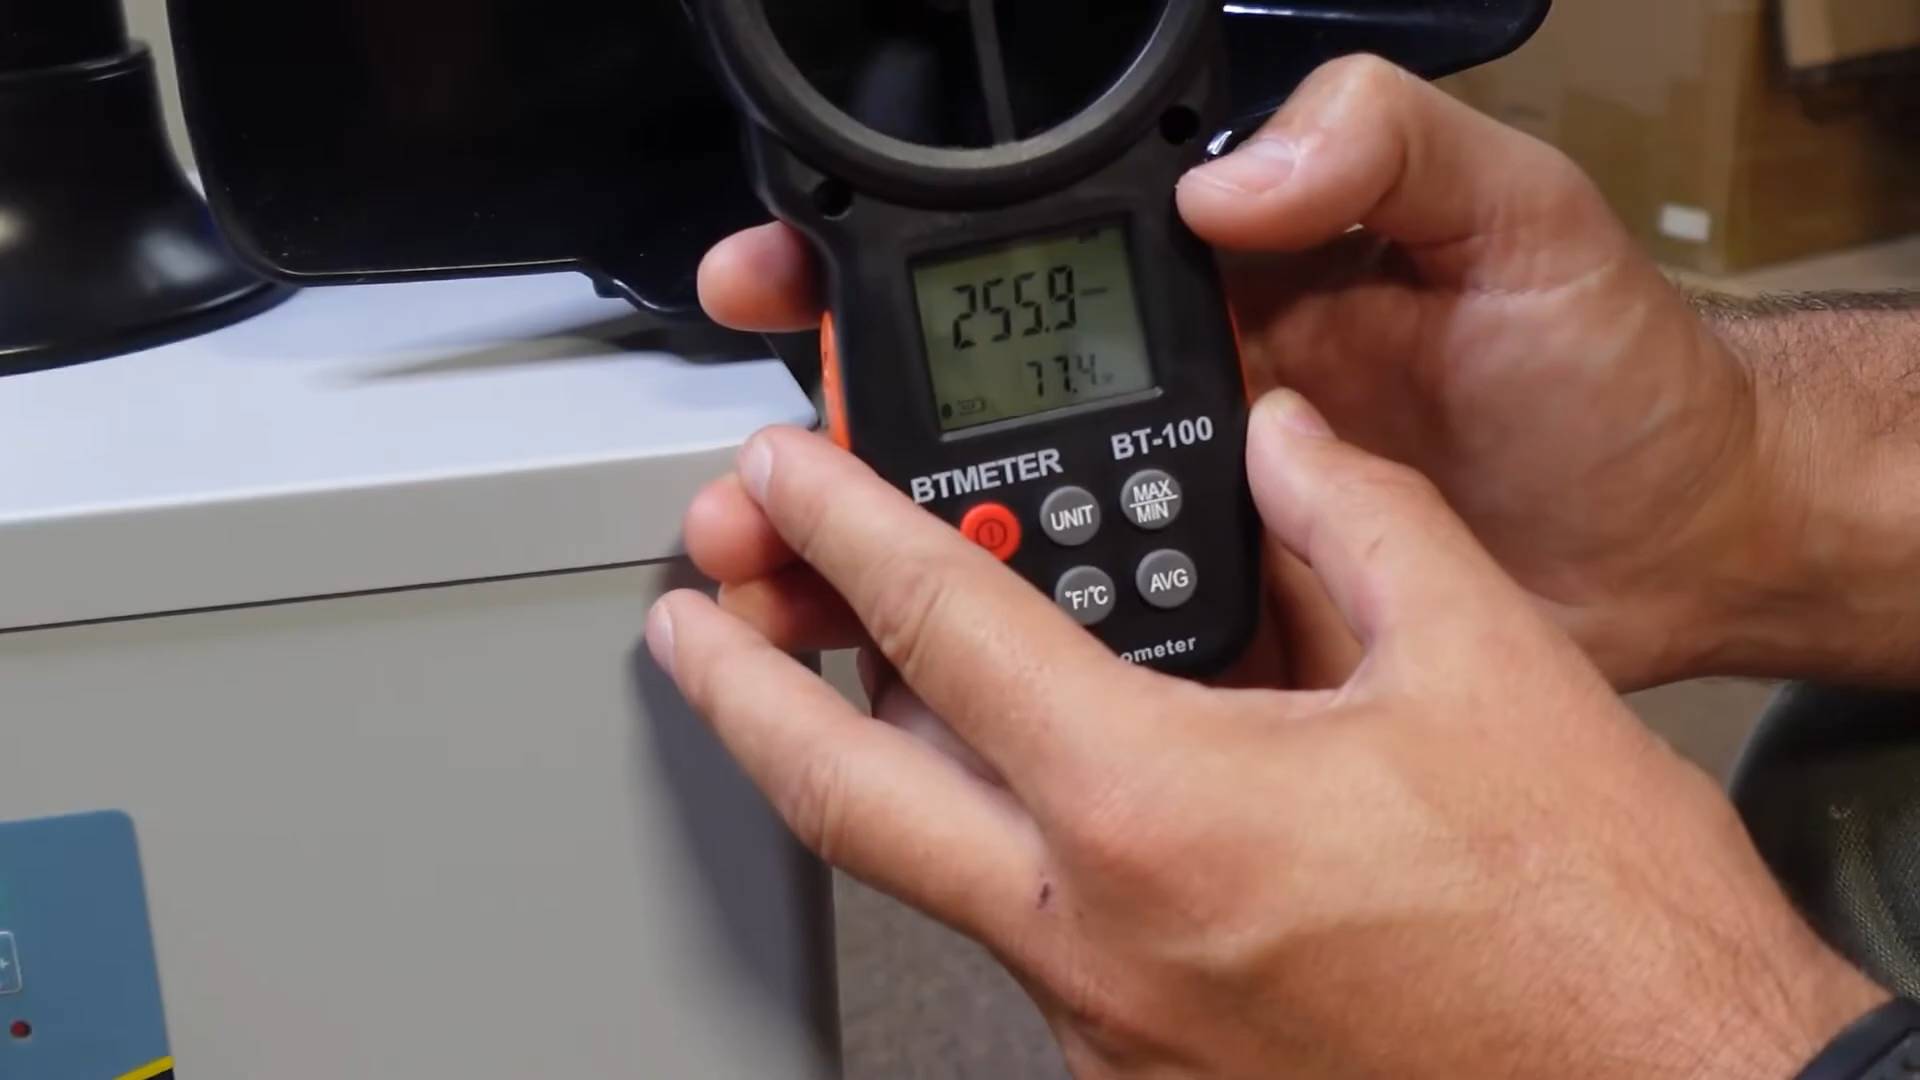 255.9
77.4
BTMETER BT-100
UNIT
MAX
MIN
°F/°C
AVG
ometer